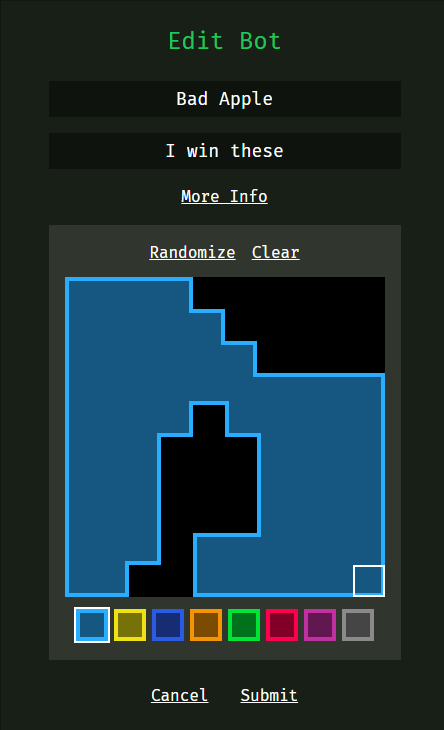 Edit Bot
Bad Apple
I win these
More Info
Randomize Clear
Cancel Submit